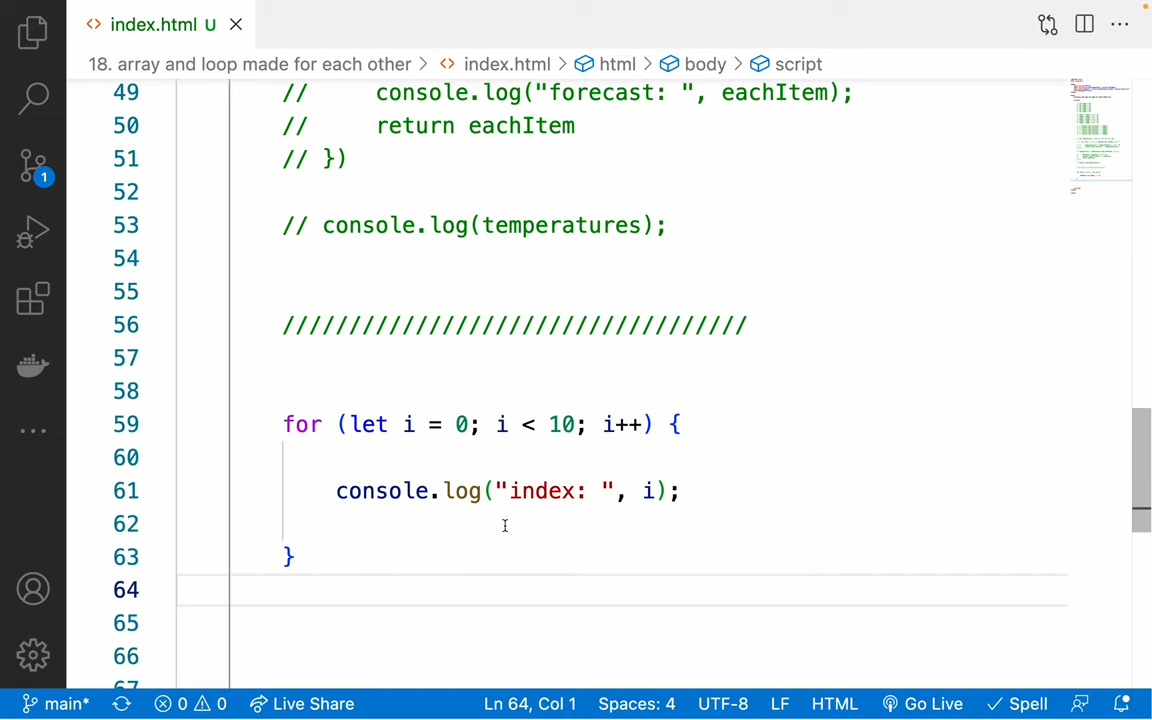 index.html U
18. array and loop made for each other > index.html > html > body > script
49 //     console.log("forecast: ", eachItem);
50 //     return eachItem
51 // })
52
53 // console.log(temperatures);
54
55
56 ///////////////////////////////////
57
58
59 for (let i = 0; i < 10; i++) {
60
61     console.log("index: ", i);
62
63 }
64
65
66
1
main* 0 0 Live Share Ln 64, Col 1 Spaces: 4 UTF-8 LF HTML Go Live Spell